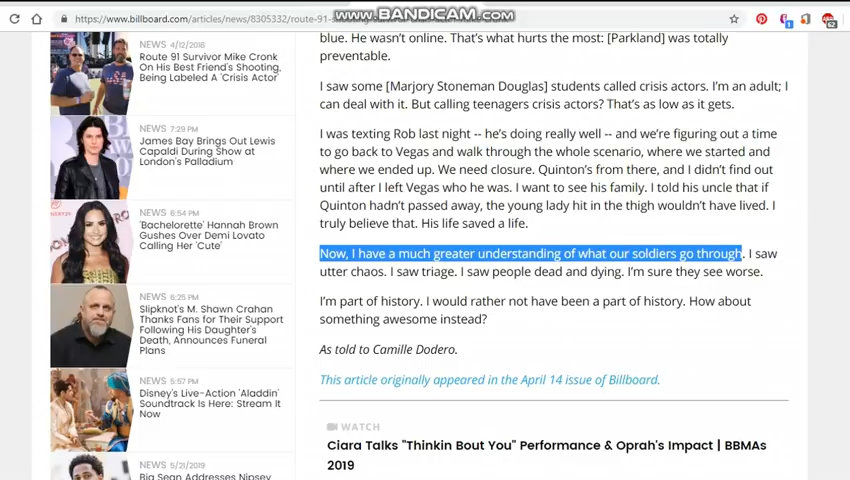 www.BANDICAM.com
https://www.billboard.com/articles/news/8305332/route-91-
62
NEWS 4/12/2018
Route 91 Survivor Mike Cronk
On His Best Friend's Shooting,
Being Labeled A 'Crisis Actor'
NEWS 7:29 PM
James Bay Brings Out Lewis
Capaldi During Show at
London's Palladium
NEWS 6:54 PM
'Bachelorette' Hannah Brown
Gushes Over Demi Lovato
Calling Her 'Cute'
NEWS 6:25 PM
Slipknot's M. Shawn Crahan
Thanks Fans for Their Support
Following His Daughter's
Death, Announces Funeral
Plans
NEWS 5:57 PM
Disney's Live-Action 'Aladdin'
Soundtrack Is Here: Stream It
Now
NEWS 5/21/2019
Big Sean Addresses Nipsey
blue. He wasn't online. That's what hurts the most: [Parkland] was totally
preventable.
I saw some [Marjory Stoneman Douglas] students called crisis actors. I'm an adult; I
can deal with it. But calling teenagers crisis actors? That's as low as it gets.
I was texting Rob last night -- he's doing really well -- and we're figuring out a time
to go back to Vegas and walk through the whole scenario, where we started and
where we ended up. We need closure. Quinton's from there, and I didn't find out
until after I left Vegas who he was. I want to see his family. I told his uncle that if
Quinton hadn't passed away, the young lady hit in the thigh wouldn't have lived. I
truly believe that. His life saved a life.
Now, I have a much greater understanding of what our soldiers go through. I saw
utter chaos. I saw triage. I saw people dead and dying. I'm sure they see worse.
I'm part of history. I would rather not have been a part of history. How about
something awesome instead?
As told to Camille Dodero.
This article originally appeared in the April 14 issue of Billboard.
WATCH
Ciara Talks "Thinkin Bout You" Performance & Oprah's Impact | BBMAs
2019